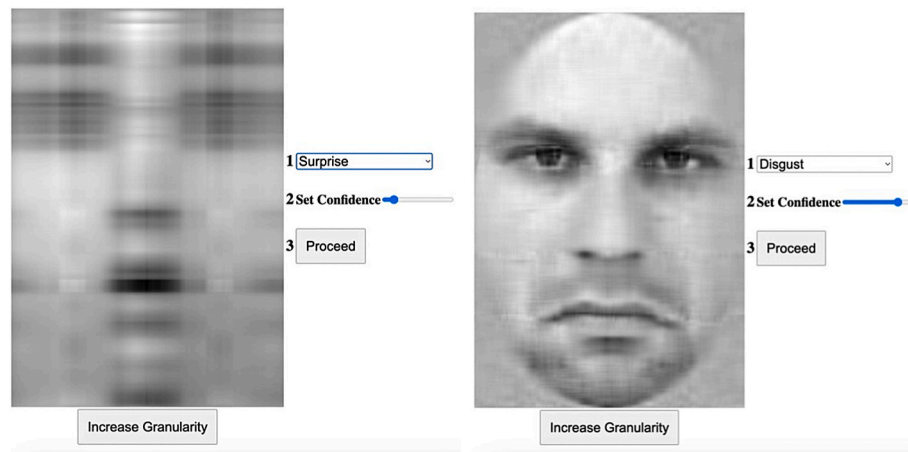 1 Surprise
2 Set Confidence
3 Proceed
Increase Granularity
1 Disgust
2 Set Confidence
3 Proceed
Increase Granularity